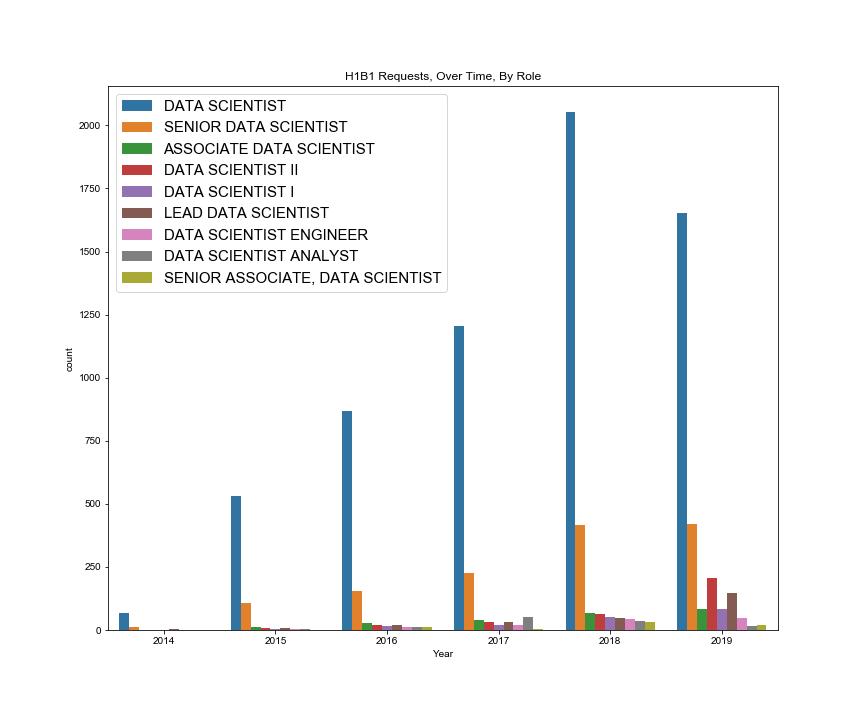 H1B1 Requests, Over Time, By Role
DATA SCIENTIST
SENIOR DATA SCIENTIST
ASSOCIATE DATA SCIENTIST
DATA SCIENTIST II
DATA SCIENTIST I
LEAD DATA SCIENTIST
DATA SCIENTIST ENGINEER
DATA SCIENTIST ANALYST
SENIOR ASSOCIATE, DATA SCIENTIST
2000
1750
1500
1250
1000
750
500
250
0
count
2014 2015 2016 2017 2018 2019
Year